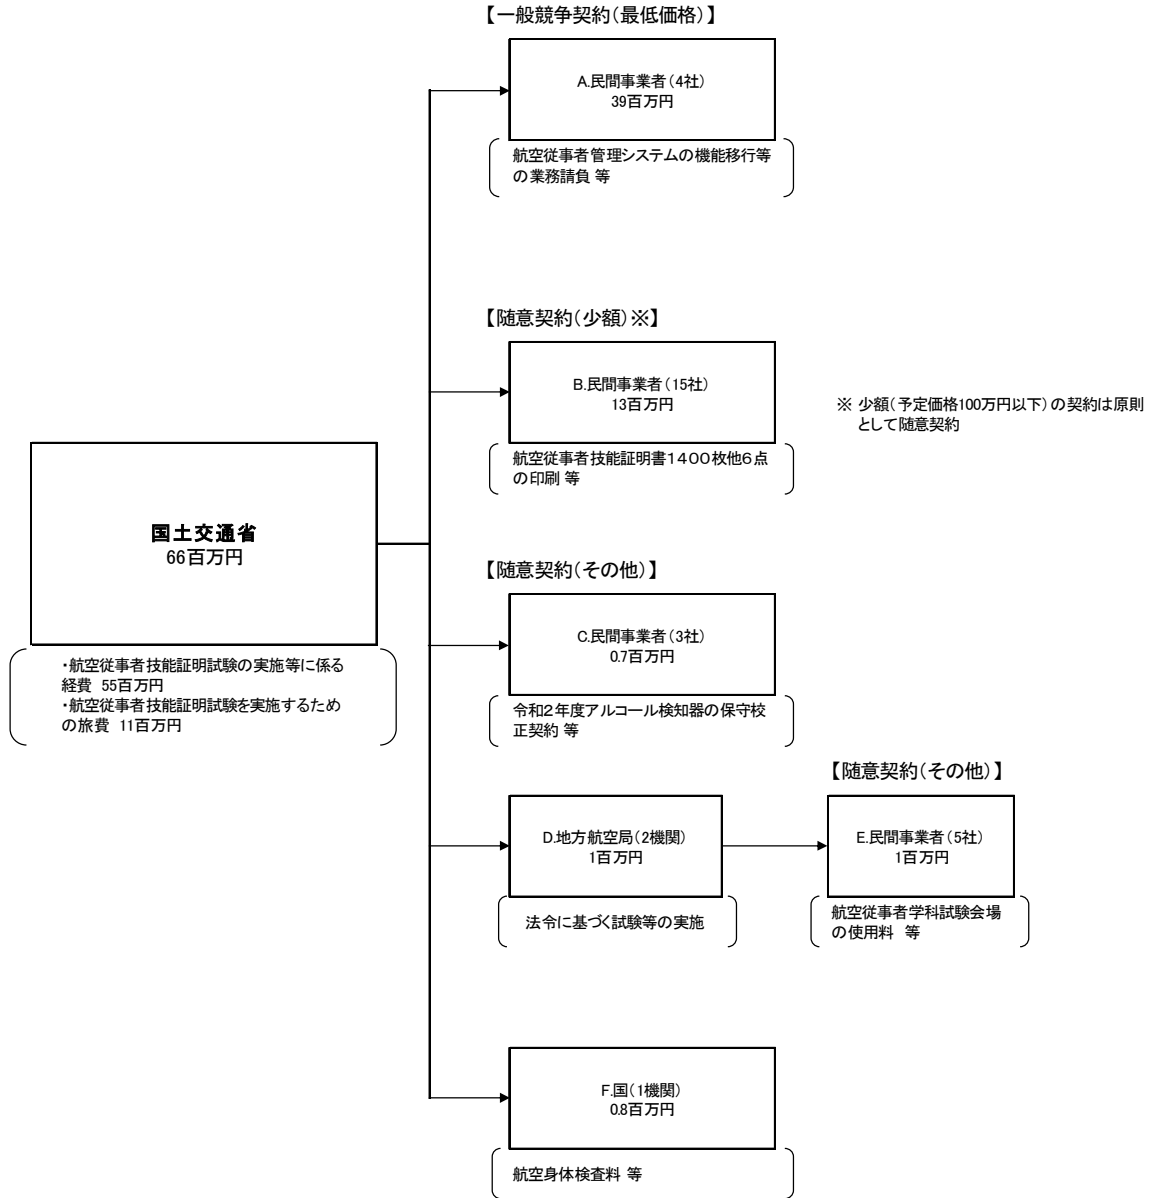 【一般競争契約（最低価格）】
A.民間事業者（4社）
39百万円
航空従事者管理システムの機能移行等
の業務請負 等
【随意契約（少額）※】
B.民間事業者（15社）
13百万円
※ 少額（予定価格100万円以下）の契約は原則
として随意契約
航空従事者技能証明書１４００枚他６点
の印刷 等
国土交通省
66百万円
・航空従事者技能証明試験の実施等に係る
経費 55百万円
・航空従事者技能証明試験を実施するため
の旅費 11百万円
【随意契約（その他）】
C.民間事業者（3社）
0.7百万円
令和2年度アルコール検知器の保守校
正契約 等
D.地方航空局（2機関）
1百万円
法令に基づく試験等の実施
【随意契約（その他）】
E.民間事業者（5社）
1百万円
航空従事者学科試験会場
の使用料　等
F.国（1機関）
0.8百万円
航空身体検査料 等